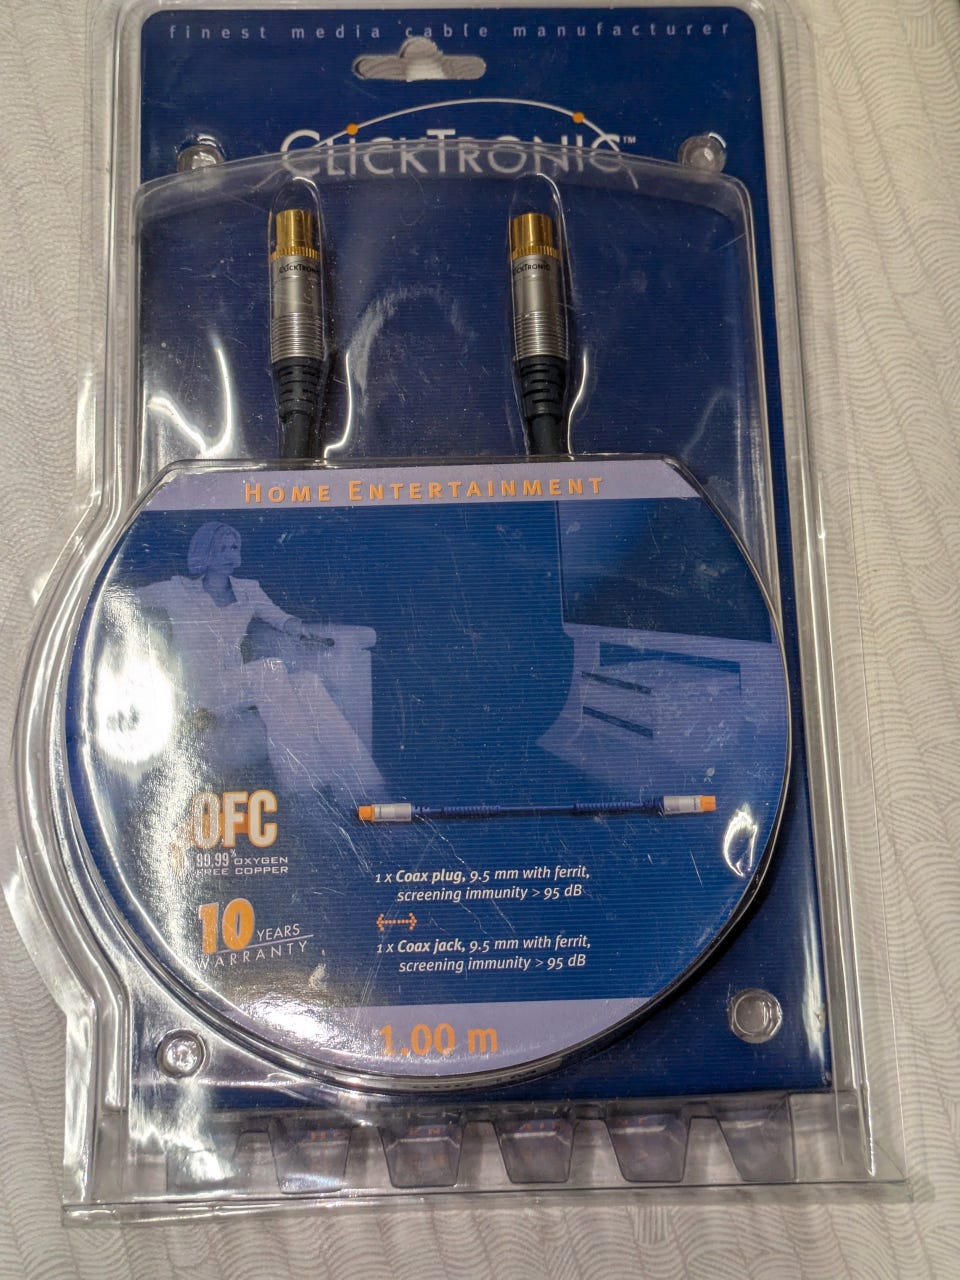 finest media cable manufacturer
CLICKTRONIC™
CLICKTRONIC
CLICKTRONIC
HOME ENTERTAINMENT
OFC
99,99% OXYGEN
FREE COPPER
10 YEARS
WARRANTY
1 x Coax plug, 9.5 mm with ferrit,
screening immunity > 95 dB
1 x Coax jack, 9.5 mm with ferrit,
screening immunity > 95 dB
1.00 m